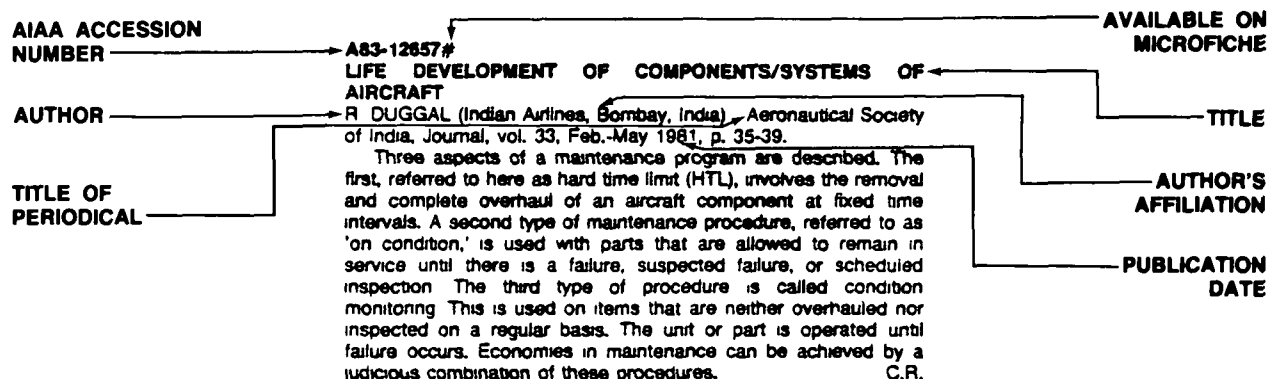 AIAA ACCESSION
NUMBER
AUTHOR
TITLE OF
PERIODICAL
A83-12657#
LIFE DEVELOPMENT OF COMPONENTS/SYSTEMS OF
AIRCRAFT
R DUGGAL (Indian Airlines, Bombay, India) Aeronautical Society
of India, Journal, vol. 33, Feb.-May 1981, p. 35-39.
Three aspects of a maintenance program are described. The
first, referred to here as hard time limit (HTL), involves the removal
and complete overhaul of an aircraft component at fixed time
intervals. A second type of maintenance procedure, referred to as
'on condition,' is used with parts that are allowed to remain in
service until there is a failure, suspected failure, or scheduled
inspection The third type of procedure is called condition
monitoring This is used on items that are neither overhauled nor
inspected on a regular basis. The unit or part is operated until
failure occurs. Economies in maintenance can be achieved by a
judicious combination of these procedures. C.R.
AVAILABLE ON
MICROFICHE
TITLE
AUTHOR'S
AFFILIATION
PUBLICATION
DATE